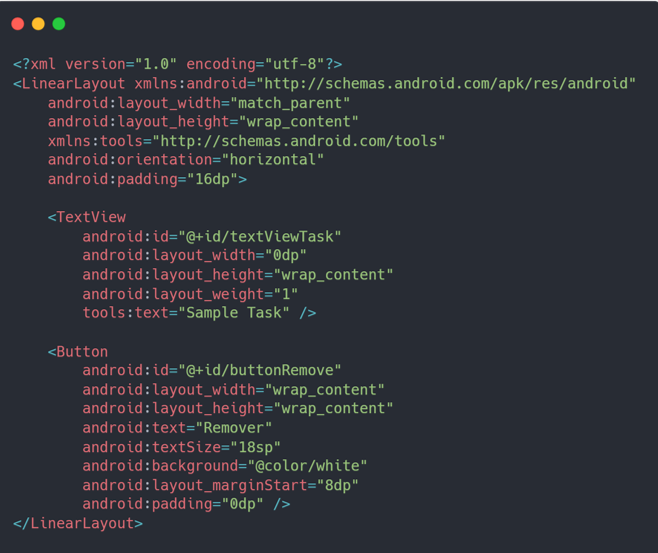 <?xml version="1.0" encoding="utf-8"?>
<LinearLayout xmlns:android="http://schemas.android.com/apk/res/android"
    android:layout_width="match_parent"
    android:layout_height="wrap_content"
    xmlns:tools="http://schemas.android.com/tools"
    android:orientation="horizontal"
    android:padding="16dp">

    <TextView
        android:id="@+id/textViewTask"
        android:layout_width="0dp"
        android:layout_height="wrap_content"
        android:layout_weight="1"
        tools:text="Sample Task" />

    <Button
        android:id="@+id/buttonRemove"
        android:layout_width="wrap_content"
        android:layout_height="wrap_content"
        android:text="Remover"
        android:textSize="18sp"
        android:background="@color/white"
        android:layout_marginStart="8dp"
        android:padding="0dp" />
</LinearLayout>